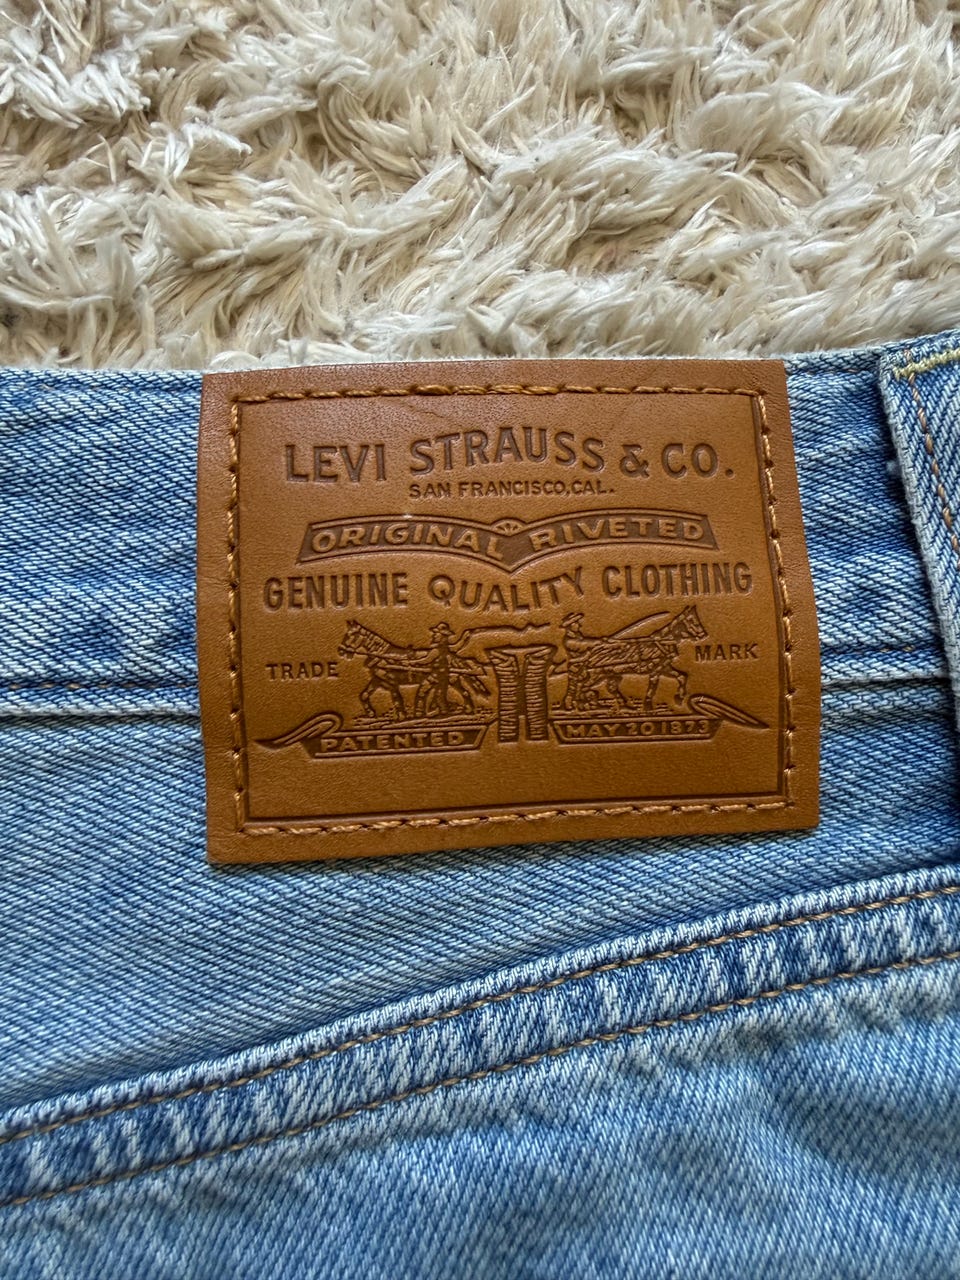 LEVI STRAUSS & CO.
SAN FRANCISCO, CAL.
ORIGINAL RIVETED
GENUINE QUALITY CLOTHING
TRADE MARK
PATENTED MAY 20 1873